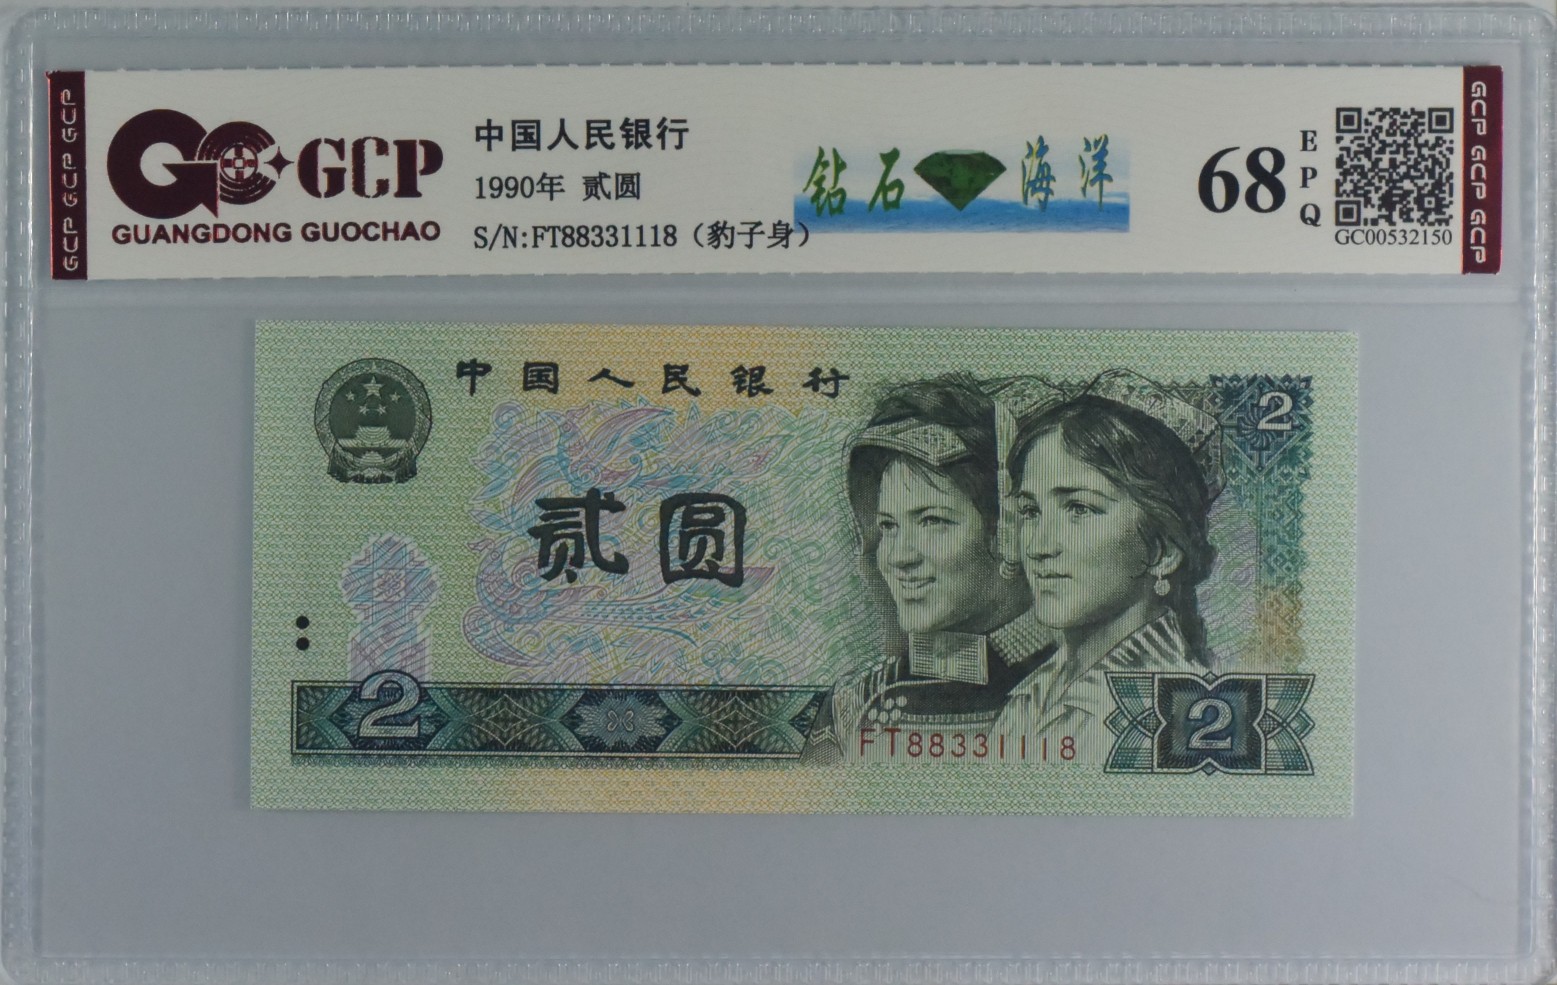 GCP GCP GCP
GCP
GUANGDONG GUOCHAO
中国人民银行
1990年 贰圆
S/N:FT88331118（豹子身）
钻石海洋
68
EPQ
GC00532150
GCP GCP GCP
中国人民银行
2
贰圆
2
FT88331118
2